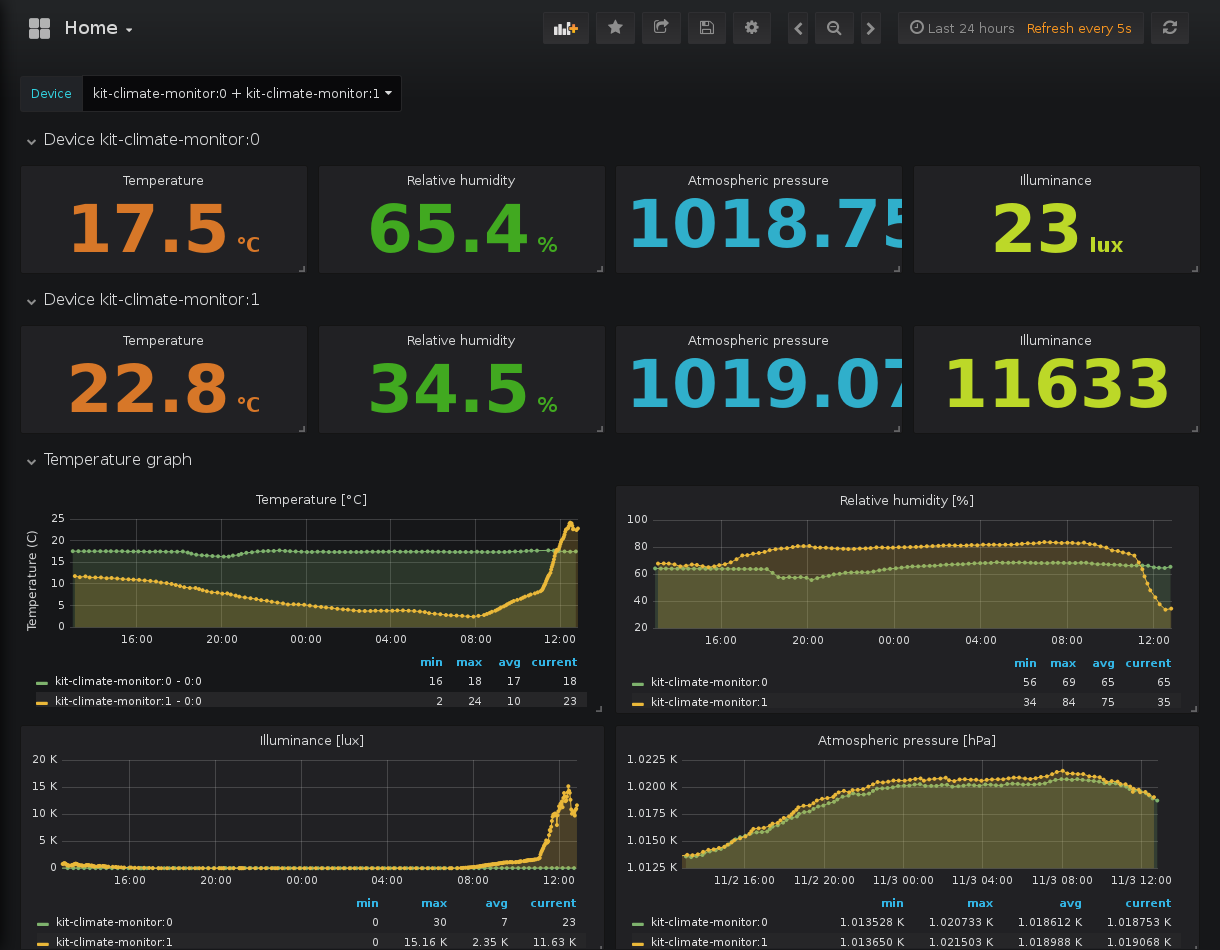 Home
Last 24 hours Refresh every 5s
Device kit-climate-monitor:0 + kit-climate-monitor:1
Device kit-climate-monitor:0
Temperature Relative humidity Atmospheric pressure Illuminance
17.5 °C 65.4 % 1018.75 23 lux
Device kit-climate-monitor:1
Temperature Relative humidity Atmospheric pressure Illuminance
22.8 °C 34.5 % 1019.07 11633
Temperature graph
Temperature [°C]
Temperature (C)
25
20
15
10
5
0
16:00 20:00 00:00 04:00 08:00 12:00
min max avg current
kit-climate-monitor:0 - 0:0 16 18 17 18
kit-climate-monitor:1 - 0:0 2 24 10 23
Relative humidity [%]
100
80
60
40
20
16:00 20:00 00:00 04:00 08:00 12:00
min max avg current
kit-climate-monitor:0 56 69 65 65
kit-climate-monitor:1 34 84 75 35
Illuminance [lux]
20 K
15 K
10 K
5 K
0
16:00 20:00 00:00 04:00 08:00 12:00
min max avg current
kit-climate-monitor:0 0 30 7 23
kit-climate-monitor:1 0 15.16 K 2.35 K 11.63 K
Atmospheric pressure [hPa]
1.0225 K
1.0200 K
1.0175 K
1.0150 K
1.0125 K
11/2 16:00 11/2 20:00 11/3 00:00 11/3 04:00 11/3 08:00 11/3 12:00
min max avg current
kit-climate-monitor:0 1.013528 K 1.020733 K 1.018612 K 1.018753 K
kit-climate-monitor:1 1.013650 K 1.021503 K 1.018988 K 1.019068 K